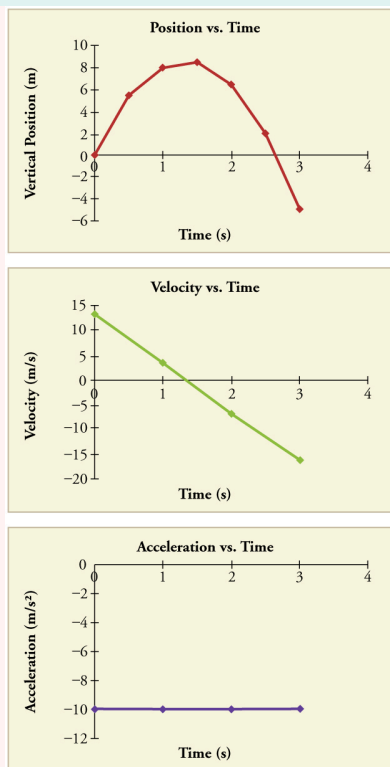 Position vs. Time
Vertical Position (m)
10
8
6
4
2
0
−2
−4
−6
0 1 2 3 4
Time (s)
Velocity vs. Time
Velocity (m/s)
15
10
5
0
−5
−10
−15
−20
0 1 2 3 4
Time (s)
Acceleration vs. Time
Acceleration (m/s²)
0
−2
−4
−6
−8
−10
−12
0 1 2 3 4
Time (s)